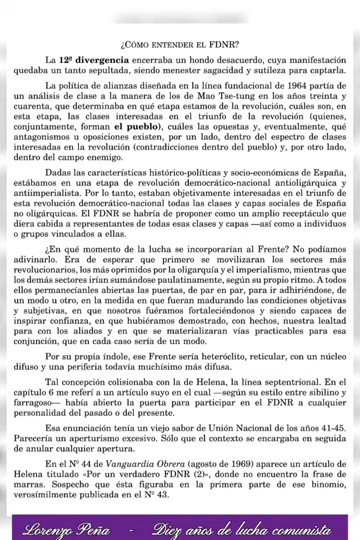 ¿CÓMO ENTENDER EL FDNR?
La 12ª divergencia encerraba un hondo desacuerdo, cuya manifestación
quedaba un tanto sepultada, siendo menester sagacidad y sutileza para captarla.
La política de alianzas diseñada en la línea fundacional de 1964 partía de
un análisis de clase a la manera de los de Mao Tse-tung en los años treinta y
cuarenta, que determinaba en qué etapa estamos de la revolución, cuáles son, en
esta etapa, las clases interesadas en el triunfo de la revolución (quienes,
conjuntamente, forman el pueblo), cuáles las opuestas y, eventualmente, qué
antagonismos u oposiciones existen, por un lado, dentro del espectro de clases
interesadas en la revolución (contradicciones dentro del pueblo) y, por otro lado,
dentro del campo enemigo.
Dadas las características histórico-políticas y socio-económicas de España,
estábamos en una etapa de revolución democrático-nacional antioligárquica y
antiimperialista. Por lo tanto, estaban objetivamente interesadas en el triunfo de
esta revolución democrático-nacional todas las clases y capas sociales de España
no oligárquicas. El FDNR se habría de proponer como un amplio receptáculo que
diera cabida a representantes de todas esas clases y capas —así como a individuos
o grupos vinculados a ellas.
¿En qué momento de la lucha se incorporarían al Frente? No podíamos
adivinarlo. Era de esperar que primero se movilizaran los sectores más
revolucionarios, los más oprimidos por la oligarquía y el imperialismo, mientras que
los demás sectores irían sumándose paulatinamente, según su propio ritmo. A todos
ellos permanecíanles abiertas las puertas, de par en par, para ir adhiriéndose, de
un modo u otro, en la medida en que fueran madurando las condiciones objetivas
y subjetivas, en que nosotros fuéramos fortaleciéndonos y siendo capaces de
inspirar confianza, en que hubiéramos demostrado, con hechos, nuestra lealtad
para con los aliados y en que se materializaran vías practicables para esa
conjunción, que en cada caso sería de un modo.
Por su propia índole, ese Frente sería heteróclito, reticular, con un núcleo
difuso y una periferia todavía muchísimo más difusa.
Tal concepción colisionaba con la de Helena, la línea septentrional. En el
capítulo 6 me referí a un artículo suyo en el cual —según su estilo entre sibilino y
farragoso— había abierto la puerta para participar en el FDNR a cualquier
personalidad del pasado o del presente.
Esa enunciación tenía un viejo sabor de Unión Nacional de los años 41-45.
Parecería un aperturismo excesivo. Sólo que el contexto se encargaba en seguida
de anular cualquier apertura.
En el Nº 44 de Vanguardia Obrera (agosto de 1969) aparece un artículo de
Helena titulado «Por un verdadero FDNR (2)», donde no encuentro la frase de
marras. Sospecho que ésta figuraba en la primera parte de ese binomio,
verosímilmente publicada en el Nº 43.
Lorenzo Peña - Diez años de lucha comunista